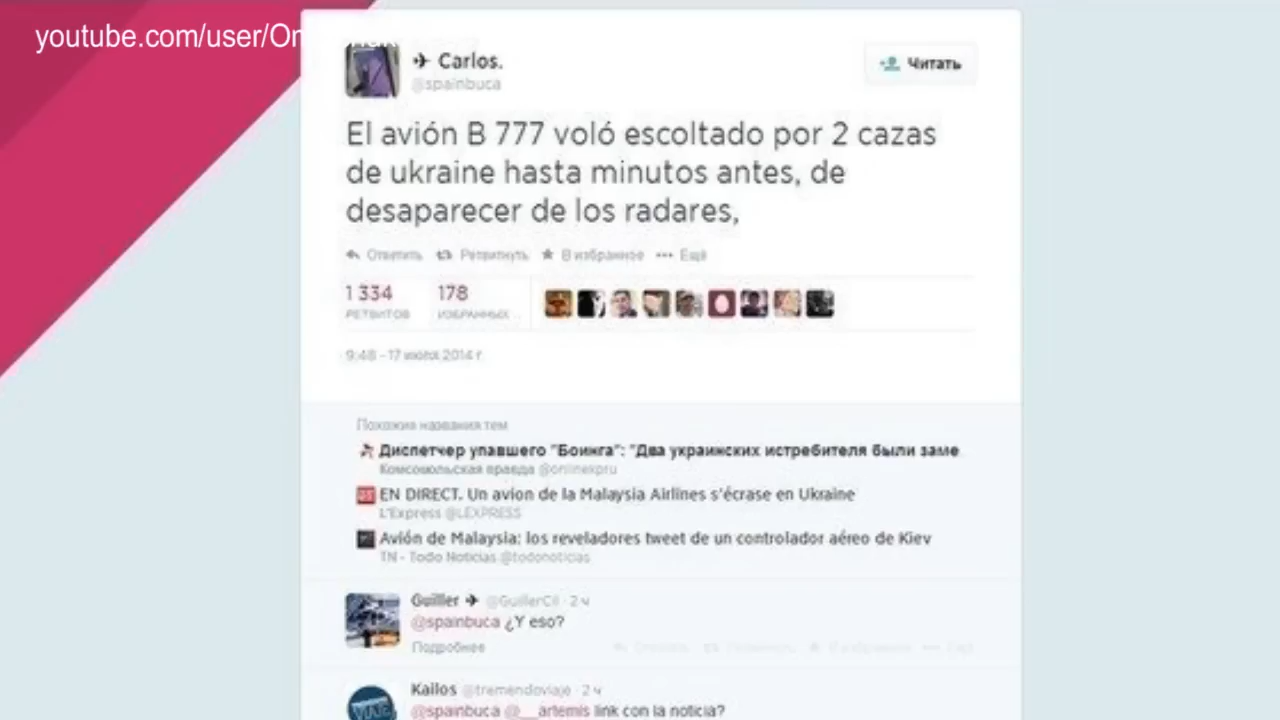 youtube.com/user/On
✈ Carlos.
@spainbuca
Читать
El avión B 777 voló escoltado por 2 cazas
de ukraine hasta minutos antes, de
desaparecer de los radares,
Ответить Ретвитнуть В избранное Ещё
1 334 178
РЕТВИТОВ ИЗБРАННЫХ
9:48 - 17 июля 2014 г.
Похожие названия тем
Диспетчер упавшего "Боинга": "Два украинских истребителя были заме
Комсомольская правда @onlinekpru
EN DIRECT. Un avion de la Malaysia Airlines s'écrase en Ukraine
L'Express @LEXPRESS
Avión de Malaysia: los reveladores tweet de un controlador aéreo de Kiev
TN - Todo Noticias @todonoticias
Guiller ✈ @GuillerCil · 2 ч
@spainbuca ¿Y eso?
Подробнее
Kailos @tremendoviaje · 2 ч
@spainbuca @__artemis link con la noticia?